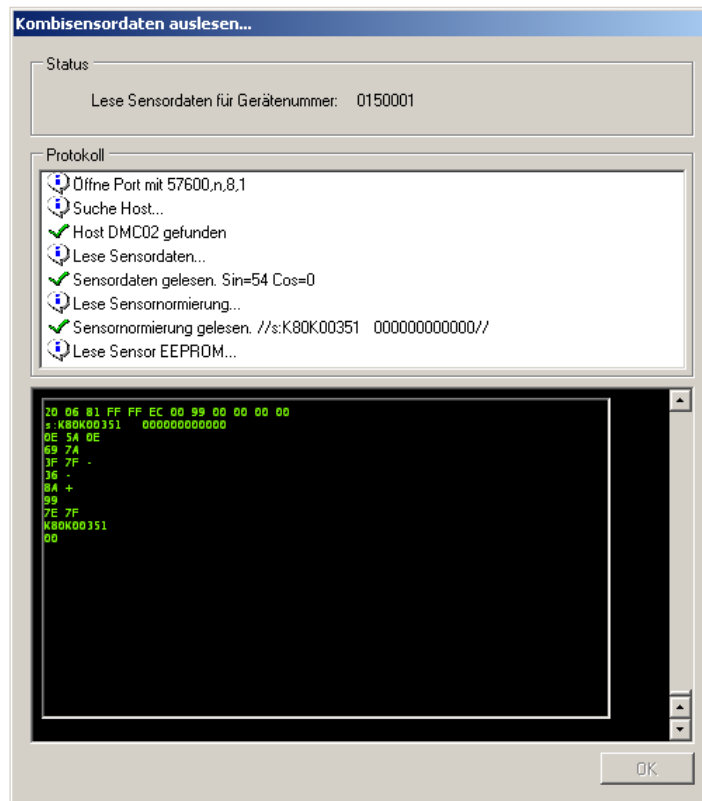 Kombisensordaten auslesen...
Status
Lese Sensordaten für Gerätenummer: 0150001
Protokoll
Öffne Port mit 57600,n,8,1
Suche Host...
Host DMC02 gefunden
Lese Sensordaten...
Sensordaten gelesen. Sin=54 Cos=0
Lese Sensornormierung...
Sensornormierung gelesen. //s:K80K00351 000000000000//
Lese Sensor EEPROM...
20 06 81 FF FF EC 00 99 00 00 00 00
s:K80K00351 000000000000
0E 5A 0E
69 7A
3F 7F -
36 -
8A +
99
7E 7F
K80K00351
00
OK